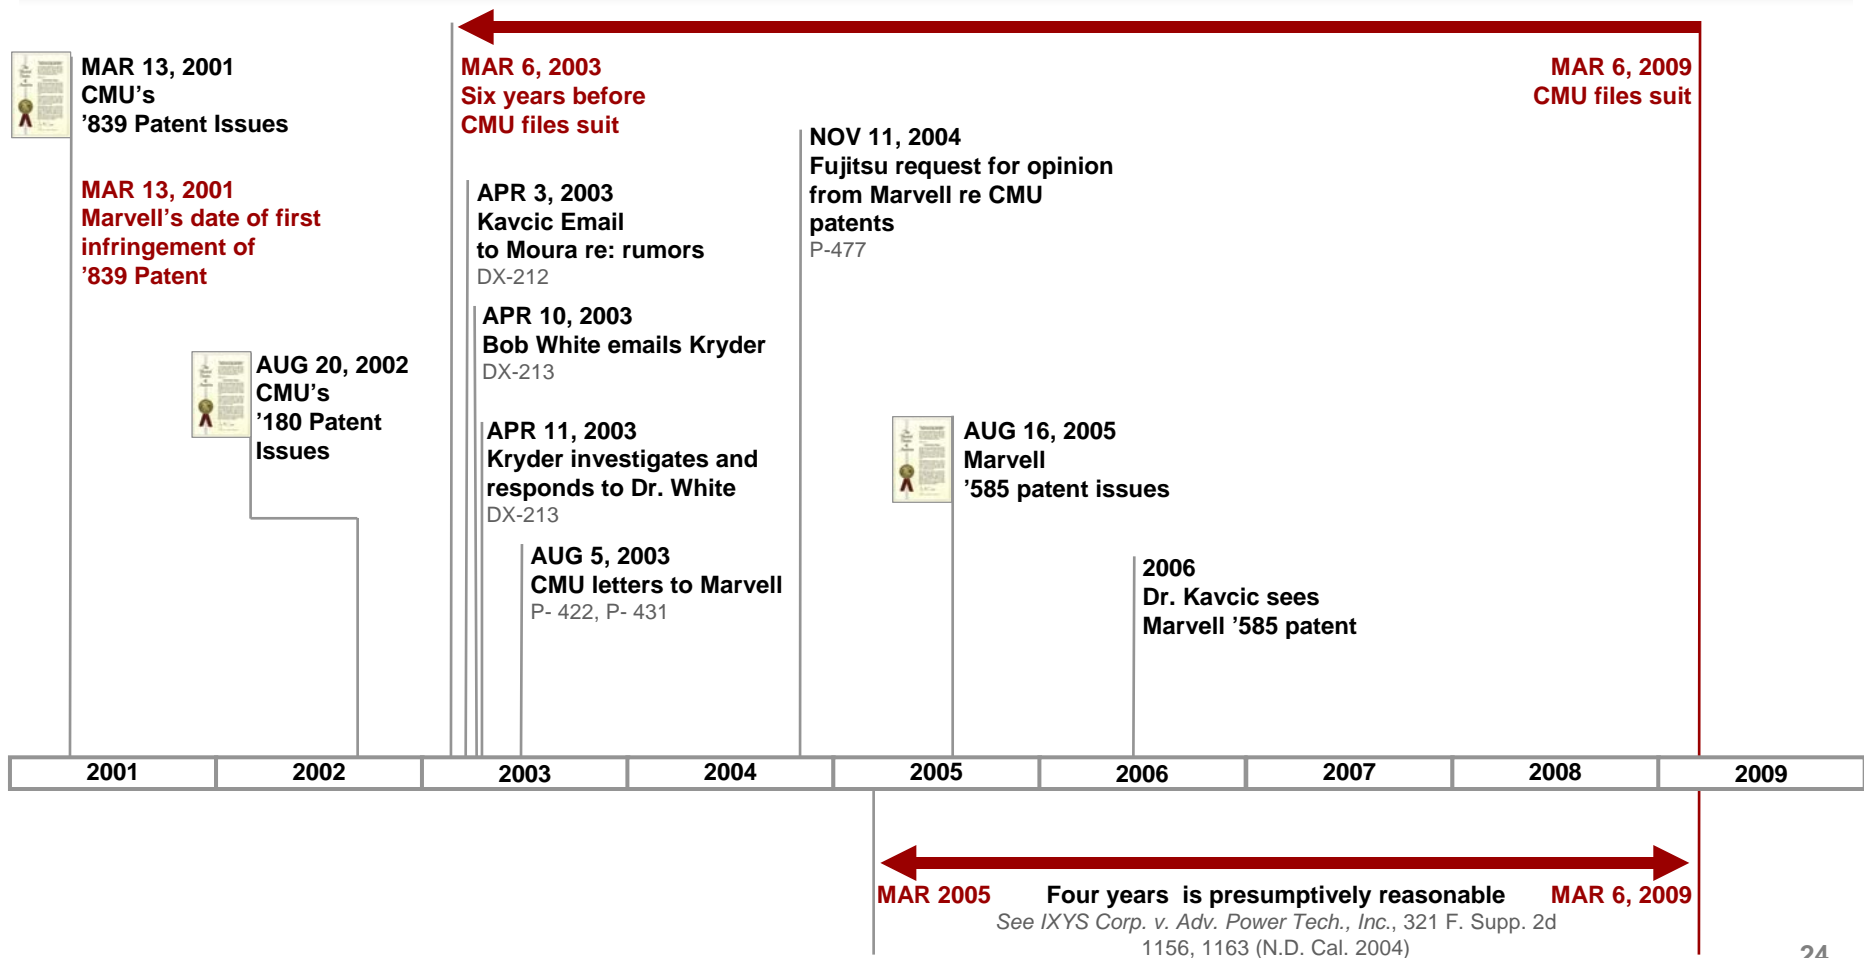 MAR 13, 2001
CMU's
'839 Patent Issues
MAR 13, 2001
Marvell’s date of first
infringement of
’839 Patent
AUG 20, 2002
CMU's
’180 Patent
Issues
MAR 6, 2003
Six years before
CMU files suit
APR 3, 2003
Kavcic Email
to Moura re: rumors
DX-212
APR 10, 2003
Bob White emails Kryder
DX-213
APR 11, 2003
Kryder investigates and
responds to Dr. White
DX-213
AUG 5, 2003
CMU letters to Marvell
P- 422, P- 431
NOV 11, 2004
Fujitsu request for opinion
from Marvell re CMU
patents
P-477
AUG 16, 2005
Marvell
’585 patent issues
2006
Dr. Kavcic sees
Marvell ’585 patent
MAR 6, 2009
CMU files suit
2001 2002 2003 2004 2005 2006 2007 2008 2009
MAR 2005 Four years is presumptively reasonable MAR 6, 2009
See IXYS Corp. v. Adv. Power Tech., Inc., 321 F. Supp. 2d
1156, 1163 (N.D. Cal. 2004)
24